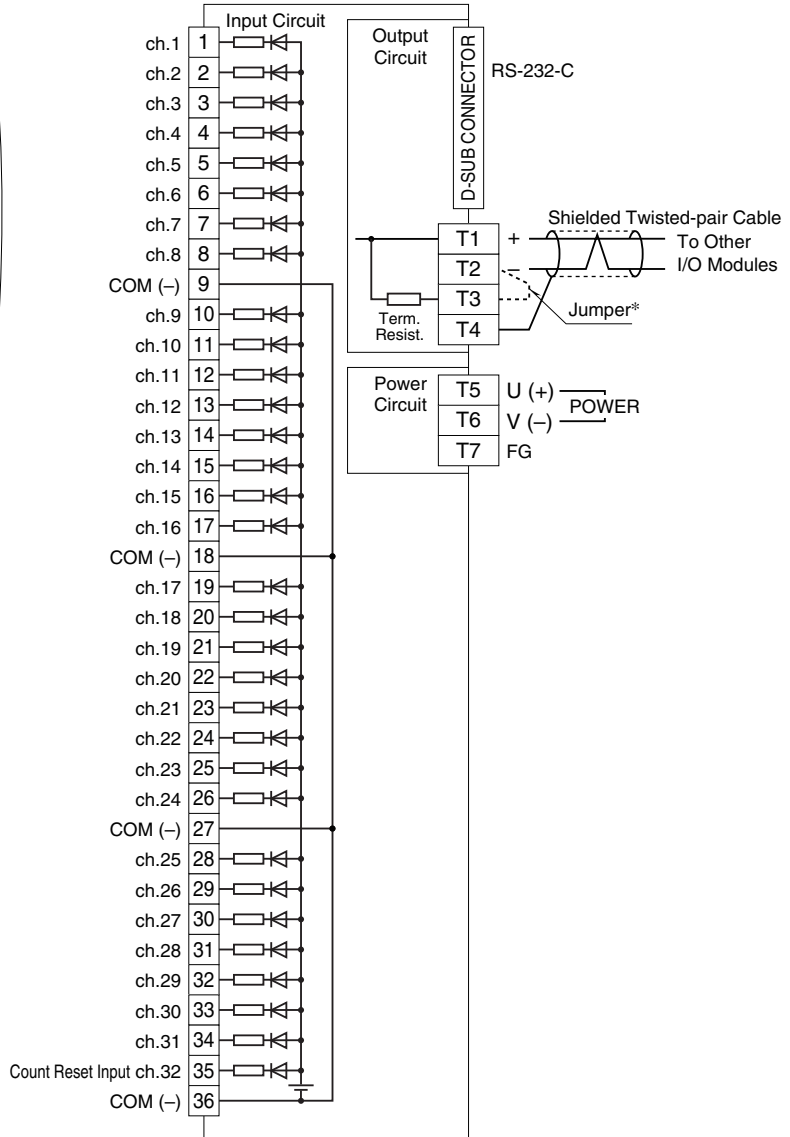 Input Circuit
ch.1 1
ch.2 2
ch.3 3
ch.4 4
ch.5 5
ch.6 6
ch.7 7
ch.8 8
COM (–) 9
ch.9 10
ch.10 11
ch.11 12
ch.12 13
ch.13 14
ch.14 15
ch.15 16
ch.16 17
COM (–) 18
ch.17 19
ch.18 20
ch.19 21
ch.20 22
ch.21 23
ch.22 24
ch.23 25
ch.24 26
COM (–) 27
ch.25 28
ch.26 29
ch.27 30
ch.28 31
ch.29 32
ch.30 33
ch.31 34
Count Reset Input ch.32 35
COM (–) 36
Output
Circuit
D-SUB CONNECTOR
RS-232-C
Shielded Twisted-pair Cable
T1 + To Other
T2 – I/O Modules
T3
Term.
Resist.
Jumper*
T4
Power
Circuit
T5 U (+)
POWER
T6 V (–)
T7 FG